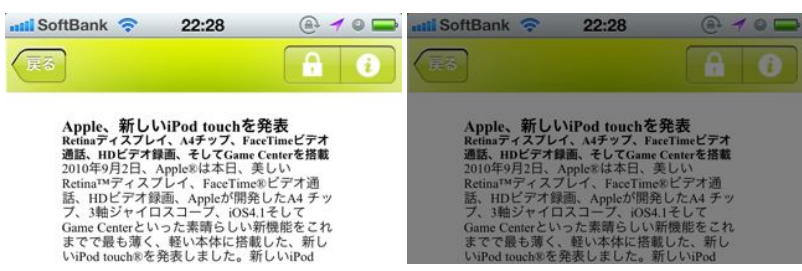 SoftBank 22:28
戻る
Apple、新しいiPod touchを発表
Retinaディスプレイ、A4チップ、FaceTimeビデオ
通話、HDビデオ録画、そしてGame Centerを搭載
2010年9月2日、Apple®は本日、美しい
Retina™ディスプレイ、FaceTime®ビデオ通
話、HDビデオ録画、Appleが開発したA4 チッ
プ、3軸ジャイロスコープ、iOS4.1そして
Game Centerといった素晴らしい新機能をこれ
までで最も薄く、軽い本体に搭載した、新し
いiPod touch®を発表しました。新しいiPod
SoftBank 22:28
戻る
Apple、新しいiPod touchを発表
Retinaディスプレイ、A4チップ、FaceTimeビデオ
通話、HDビデオ録画、そしてGame Centerを搭載
2010年9月2日、Apple®は本日、美しい
Retina™ディスプレイ、FaceTime®ビデオ通
話、HDビデオ録画、Appleが開発したA4 チッ
プ、3軸ジャイロスコープ、iOS4.1そして
Game Centerといった素晴らしい新機能をこれ
までで最も薄く、軽い本体に搭載した、新し
いiPod touch®を発表しました。新しいiPod